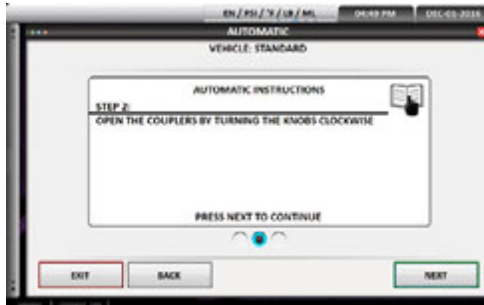 EN / PSI / °F / LB / ML 04:49 PM DEC-01-2016
AUTOMATIC
VEHICLE: STANDARD
AUTOMATIC INSTRUCTIONS
STEP 2:
OPEN THE COUPLERS BY TURNING THE KNOBS CLOCKWISE
PRESS NEXT TO CONTINUE
EXIT BACK NEXT